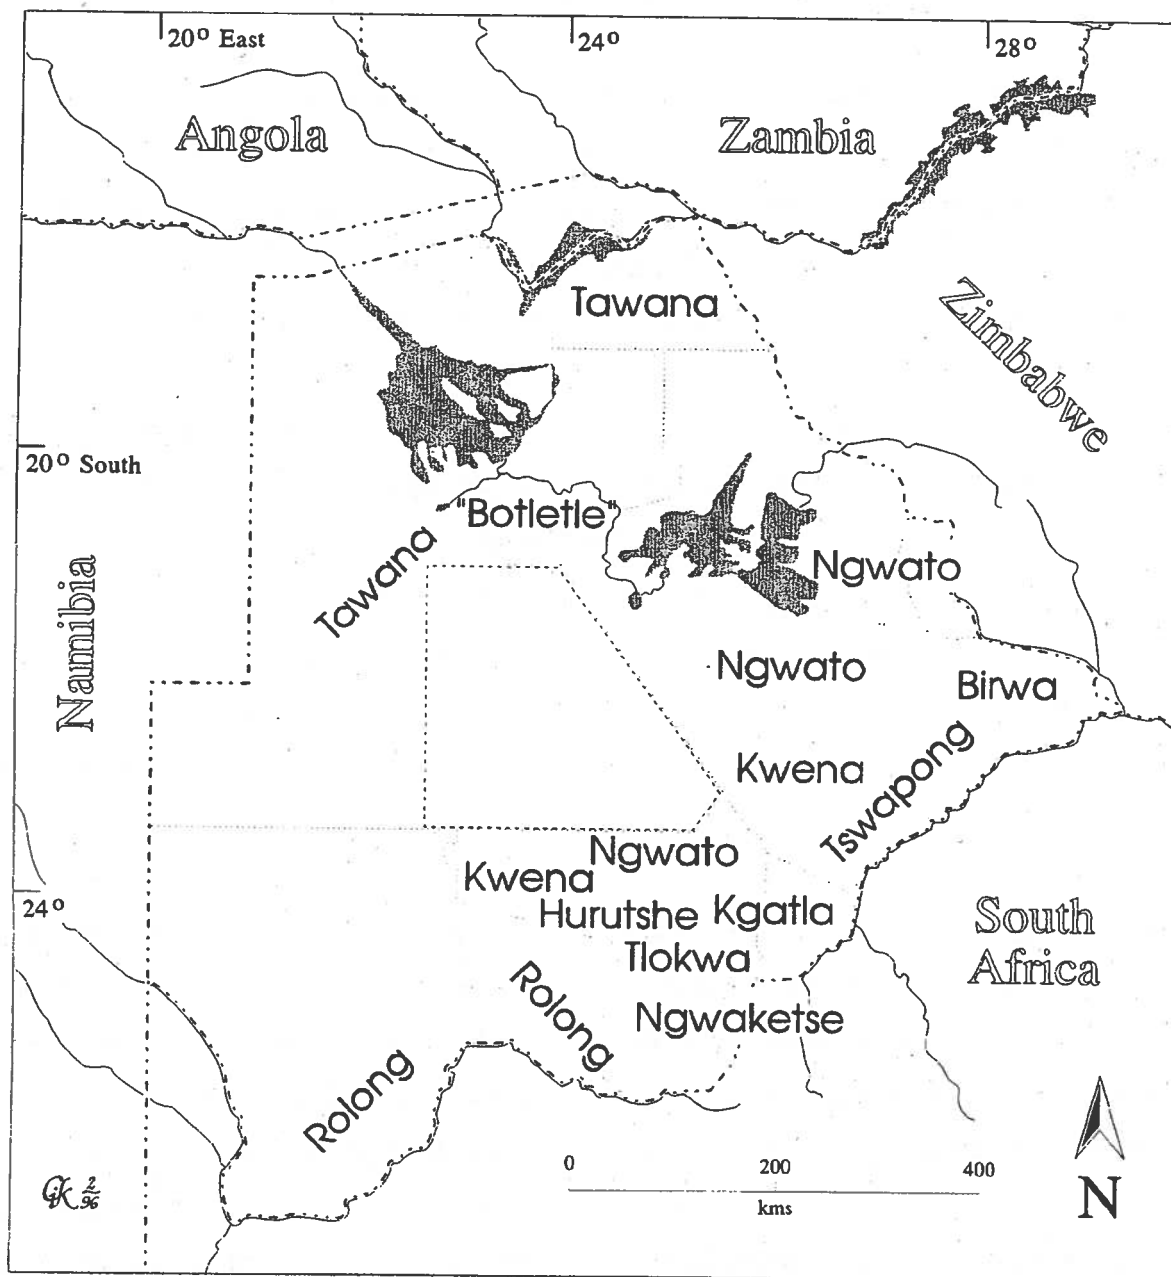 20° East
24°
28°
Angola
Zambia
Zimbabwe
Tawana
20° South
"Botletle"
Tawana
Namibia
Ngwato
Ngwato
Birwa
Kwena
Tswapong
Ngwato
Kwena
Hurutshe
Kgatla
24°
South
Africa
Tlokwa
Rolong
Ngwaketse
Rolong
0
200
400
kms
N
GiK 2/96